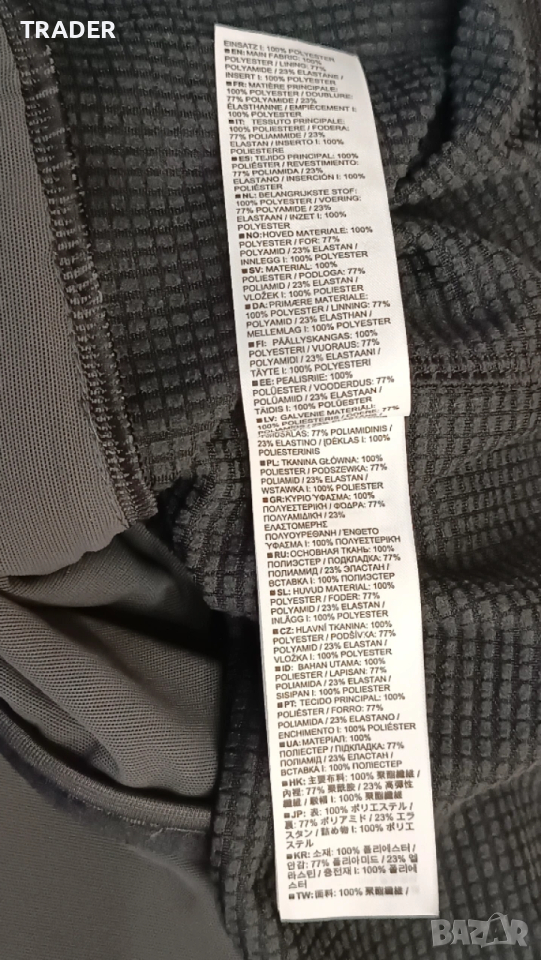 TRADER
EINSATZ I: 100% POLYESTER
■EN: MAIN FABRIC: 100%
POLYESTER / LINING: 77%
POLYAMIDE / 23% ELASTANE /
INSERT I: 100% POLYESTER
■FR: MATIÈRE PRINCIPALE:
100% POLYESTER / DOUBLURE:
77% POLYAMIDE / 23%
ÉLASTHANNE / EMPIÈCEMENT I:
100% POLYESTER
■IT: TESSUTO PRINCIPALE:
100% POLIESTERE / FODERA:
77% POLIAMMIDE / 23%
ELASTAN / INSERTO I: 100%
POLIESTERE
■ES: TEJIDO PRINCIPAL: 100%
POLIÉSTER / REVESTIMIENTO:
77% POLIAMIDA / 23%
ELASTANO / INSERCIÓN I: 100%
POLIÉSTER
■NL: BELANGRIJKSTE STOF:
100% POLYESTER / VOERING:
77% POLYAMIDE / 23%
ELASTAAN / INZET I: 100%
POLYESTER
■NO: HOVED MATERIALE: 100%
POLYESTER / FOR: 77%
POLYAMID / 23% ELASTAN /
INNLEGG I: 100% POLYESTER
■SV: MATERIAL: 100%
POLIESTER / PODLOGA: 77%
POLIAMID / 23% ELASTAN /
VLOŽEK I: 100% POLIESTER
■DA: PRIMÆRE MATERIALE:
100% POLYESTER / LINNING: 77%
POLYAMID / 23% ELASTHAN /
MELLEMLAG I: 100% POLYESTER
■FI: PÄÄLLYSKANGAS: 100%
POLYESTERI / VUORAUS: 77%
POLYAMIDI / 23% ELASTAANI /
TÄYTE I: 100% POLYESTERI
■EE: PEALISRIIE: 100%
POLÜESTER / VOODERDUS: 77%
POLÜAMIID / 23% ELASTAAN /
TÄIDIS I: 100% POLÜESTER
■LV: GALVENIE MATERIĀLI:
100% POLIESTERIS / ODERE: 77%
77% POLIAMIDINIS /
23% ELASTINO / ĮDĖKLAS I: 100%
POLIESTERINIS
■PL: TKANINA GŁÓWNA: 100%
POLIESTER / PODSZEWKA: 77%
POLIAMID / 23% ELASTAN /
WSTAWKA I: 100% POLIESTER
■GR: ΚΥΡΙΟ ΎΦΑΣΜΑ: 100%
ΠΟΛΥΕΣΤΕΡΙΚΉ / ΦΌΔΡΑ: 77%
ΠΟΛΥΑΜΙΔΙΚΉ / 23%
ΕΛΑΣΤΟΜΕΡΉΣ
ΠΟΛΥΟΥΡΕΘΆΝΗ / ΈΝΘΕΤΟ
ΎΦΑΣΜΑ I: 100% ΠΟΛΥΕΣΤΕΡΙΚΉ
■RU: ОСНОВНАЯ ТКАНЬ: 100%
ПОЛИЭСТЕР / ПОДКЛАДКА: 77%
ПОЛИАМИД / 23% ЭЛАСТАН /
ВСТАВКА I: 100% ПОЛИЭСТЕР
■SL: HUVUD MATERIAL: 100%
POLYESTER / FODER: 77%
POLYAMID / 23% ELASTAN /
INLÄGG I: 100% POLYESTER
■CZ: HLAVNÍ TKANINA: 100%
POLYESTER / PODŠÍVKA: 77%
POLYAMID / 23% ELASTAN /
VLOŽKA I: 100% POLYESTER
■ID: BAHAN UTAMA: 100%
POLIESTER / LAPISAN: 77%
POLIAMIDA / 23% ELASTAN /
SISIPAN I: 100% POLIESTER
■PT: TECIDO PRINCIPAL: 100%
POLIÉSTER / FORRO: 77%
POLIAMIDA / 23% ELASTANO /
ENCHIMENTO I: 100% POLIÉSTER
■UA: МАТЕРІАЛ: 100%
ПОЛІЕСТЕР / ПІДКЛАДКА: 77%
ПОЛІАМІД / 23% ЕЛАСТАН /
ВСТАВКА I: 100% ПОЛІЕСТЕР
■HK: 主要布料: 100% 聚酯纖維 /
內裡: 77% 聚酰胺 / 23% 高彈性
纖維 / 100% 聚酯纖維
■JP: 表: 100% ポリエステル /
裏: 77% ポリアミド / 23% エラ
スタン / 詰め物 I: 100% ポリエ
ステル
■KR: 소재: 100% 폴리에스터 /
안감: 77% 폴리아미드 / 23% 엘
라스틴 / 충전재 I: 100% 폴리에
스터
■TW: 面料: 100% 聚酯纖維 /
BAZAR